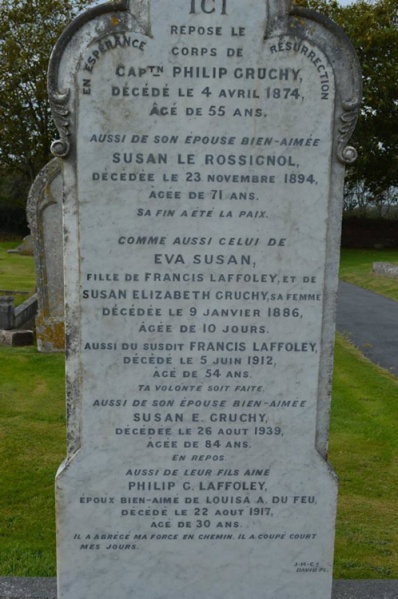 ICI
REPOSE LE
EN ESPÉRANCE CORPS DE RÉSURRECTION
CAPTN PHILIP GRUCHY,
DÉCÉDÉ LE 4 AVRIL 1874,
ÂGÉ DE 55 ANS.
AUSSI DE SON ÉPOUSE BIEN-AIMÉE
SUSAN LE ROSSIGNOL,
DÉCÉDÉE LE 23 NOVEMBRE 1894,
AGÉE DE 71 ANS.
SA FIN A ÉTÉ LA PAIX.
COMME AUSSI CELUI DE
EVA SUSAN,
FILLE DE FRANCIS LAFFOLEY, ET DE
SUSAN ELIZABETH GRUCHY, SA FEMME
DÉCÉDÉE LE 9 JANVIER 1886,
ÂGÉE DE 10 JOURS.
AUSSI DU SUSDIT FRANCIS LAFFOLEY,
DÉCÉDÉ LE 5 JUIN 1912,
ÂGÉ DE 54 ANS.
TA VOLONTÉ SOIT FAITE.
AUSSI DE SON ÉPOUSE BIEN-AIMÉE
SUSAN E. GRUCHY,
DÉCÉDÉE LE 26 AOUT 1939,
AGÉE DE 84 ANS.
EN REPOS.
AUSSI DE LEUR FILS AINÉ
PHILIP G. LAFFOLEY,
ÉPOUX BIEN-AIMÉ DE LOUISA A. DU FEU,
DÉCÉDÉ LE 22 AOUT 1917,
AGÉ DE 30 ANS.
IL A ABRÉGÉ MA FORCE EN CHEMIN, IL A COUPÉ COURT
MES JOURS.